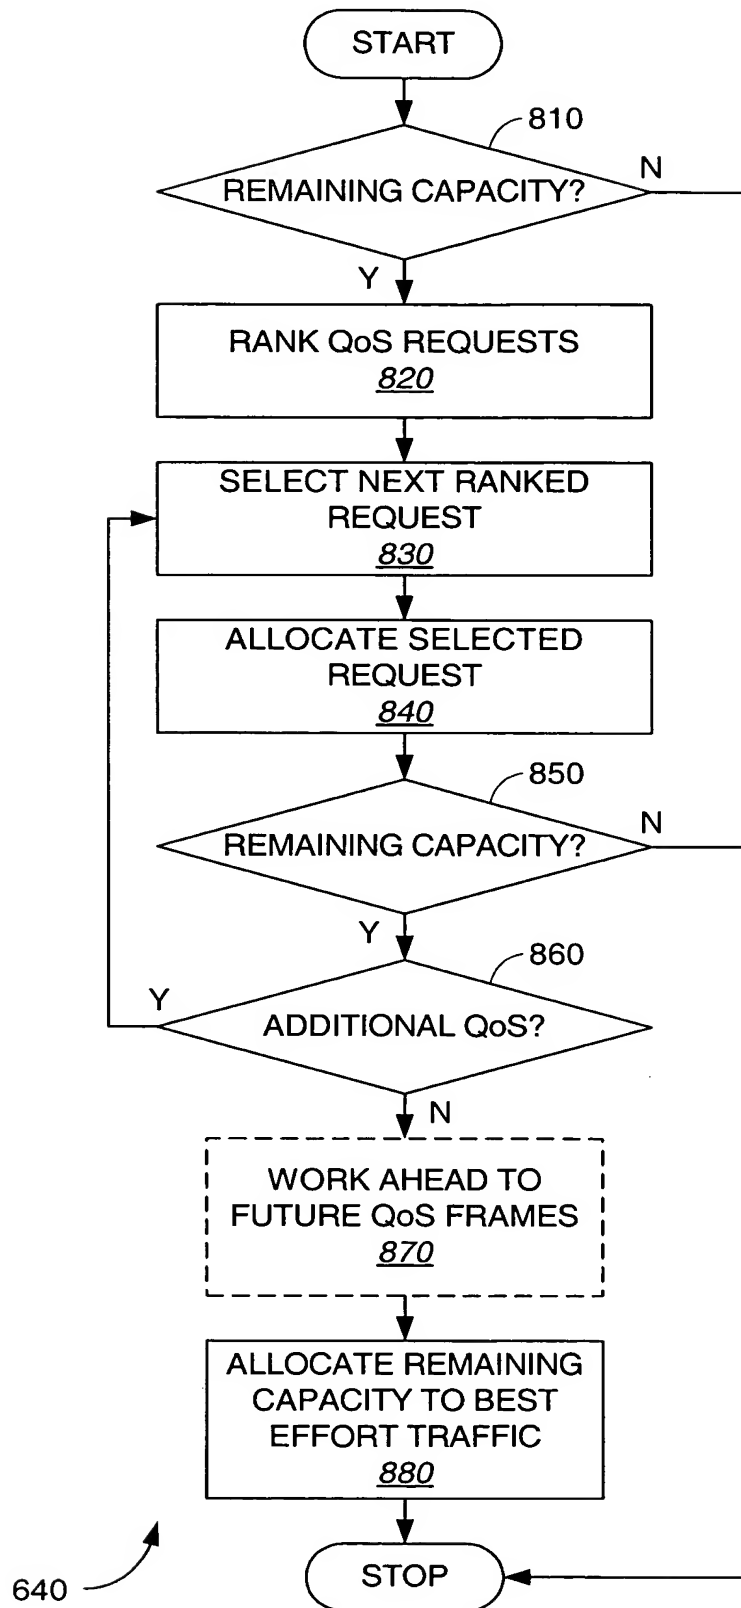 START
810
REMAINING CAPACITY?
N
Y
RANK QoS REQUESTS
820
SELECT NEXT RANKED
REQUEST
830
ALLOCATE SELECTED
REQUEST
840
850
REMAINING CAPACITY?
N
Y
860
Y
ADDITIONAL QoS?
N
WORK AHEAD TO
FUTURE QoS FRAMES
870
ALLOCATE REMAINING
CAPACITY TO BEST
EFFORT TRAFFIC
880
STOP
640